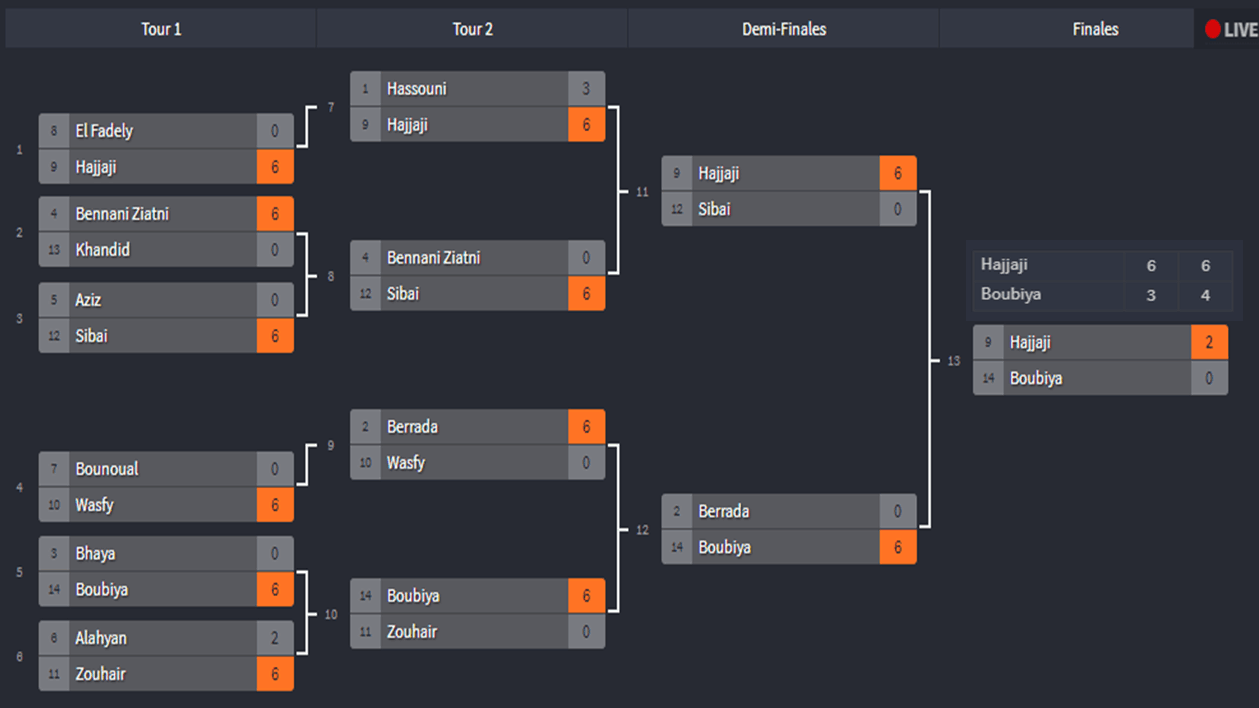 Tour 1 Tour 2 Demi-Finales Finales LIVE
1
8 El Fadely 0
9 Hajjaji 6
2
4 Bennani Ziatni 6
13 Khandid 0
3
5 Aziz 0
12 Sibai 6
4
7 Bounoual 0
10 Wasfy 6
5
3 Bhaya 0
14 Boubiya 6
6
6 Alahyan 2
11 Zouhair 6
7
1 Hassouni 3
9 Hajjaji 6
8
4 Bennani Ziatni 0
12 Sibai 6
9
2 Berrada 6
10 Wasfy 0
10
14 Boubiya 6
11 Zouhair 0
11
9 Hajjaji 6
12 Sibai 0
12
2 Berrada 0
14 Boubiya 6
13
Hajjaji 6 6
Boubiya 3 4
9 Hajjaji 2
14 Boubiya 0